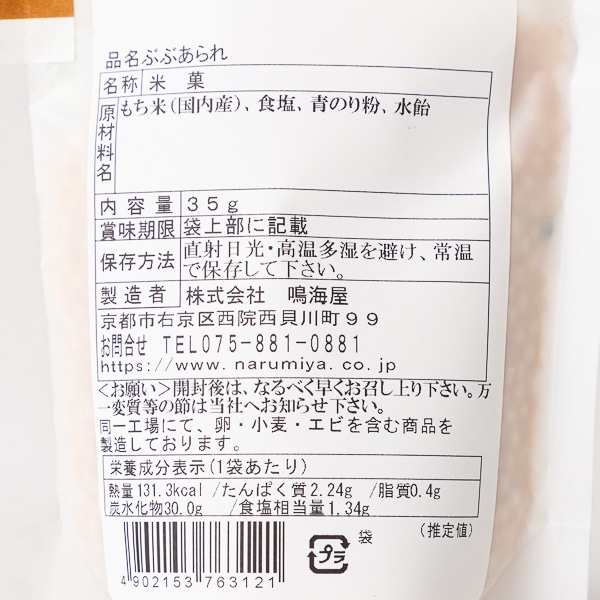 品名ぶぶあられ
名称 米菓
原材料名 もち米(国内産)、食塩、青のり粉、水飴
内容量 35g
賞味期限 袋上部に記載
保存方法 直射日光・高温多湿を避け、常温
で保存して下さい。
製造者 株式会社 鳴海屋
京都市右京区西院西貝川町99
お問合せ TEL075-881-0881
https://www.narumiya.co.jp
<お願い>開封後は、なるべく早くお召し上り下さい。万
一変質等の節は当社へお知らせ下さい。
同一工場にて、卵・小麦・エビを含む商品を
製造しております。
栄養成分表示(1袋あたり)
熱量131.3kcal /たんぱく質2.24g /脂質0.4g
炭水化物30.0g /食塩相当量1.34g
(推定値)
プラ 袋
4 902153 763121